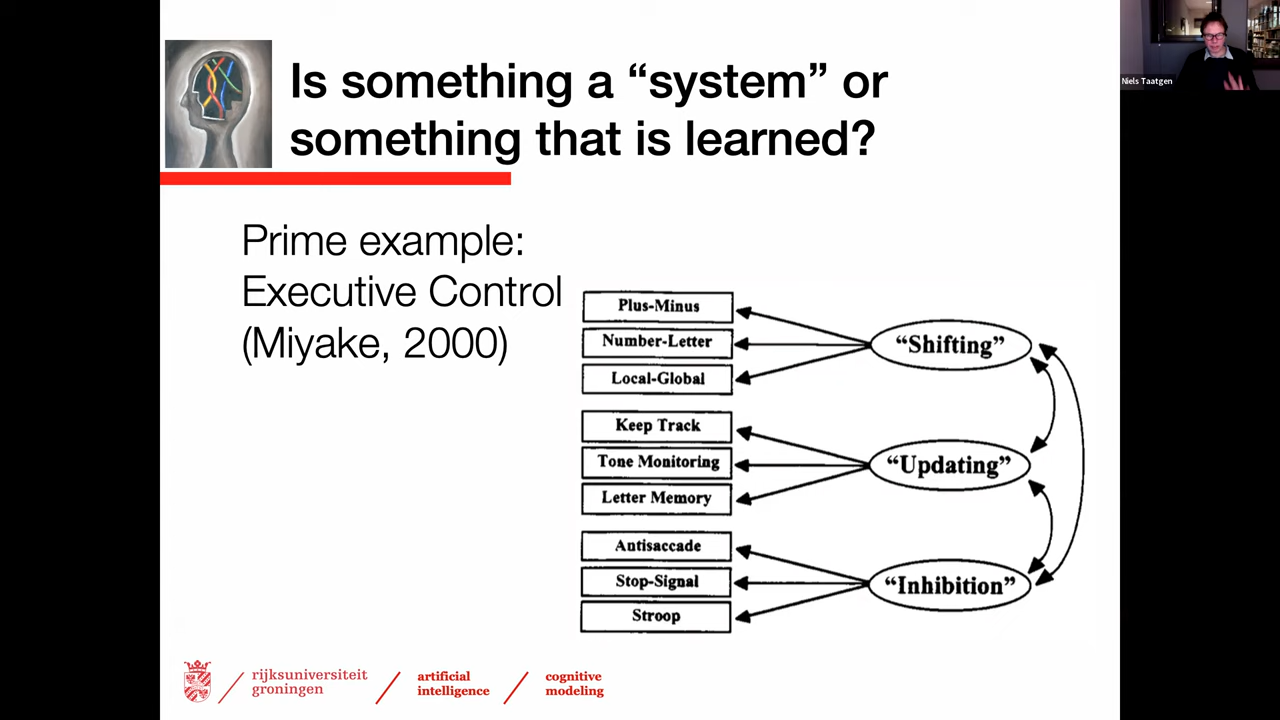 Is something a “system” or
something that is learned?
Niels Taatgen
Prime example:
Executive Control
(Miyake, 2000)
Plus-Minus
Number-Letter
Local-Global
“Shifting”
Keep Track
Tone Monitoring
Letter Memory
“Updating”
Antisaccade
Stop-Signal
Stroop
“Inhibition”
rijksuniversiteit
groningen
artificial
intelligence
cognitive
modeling